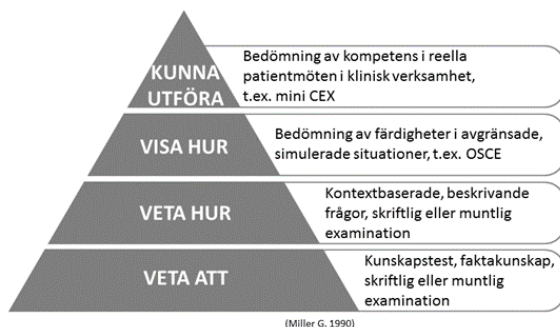 KUNNA
UTFÖRA
Bedömning av kompetens i reella
patientmöten i klinisk verksamhet,
t.ex. mini CEX
VISA HUR
Bedömning av färdigheter i avgränsade,
simulerade situationer, t.ex. OSCE
VETA HUR
Kontextbaserade, beskrivande
frågor, skriftlig eller muntlig
examination
VETA ATT
Kunskapstest, faktakunskap,
skriftlig eller muntlig
examination
(Miller G. 1990)